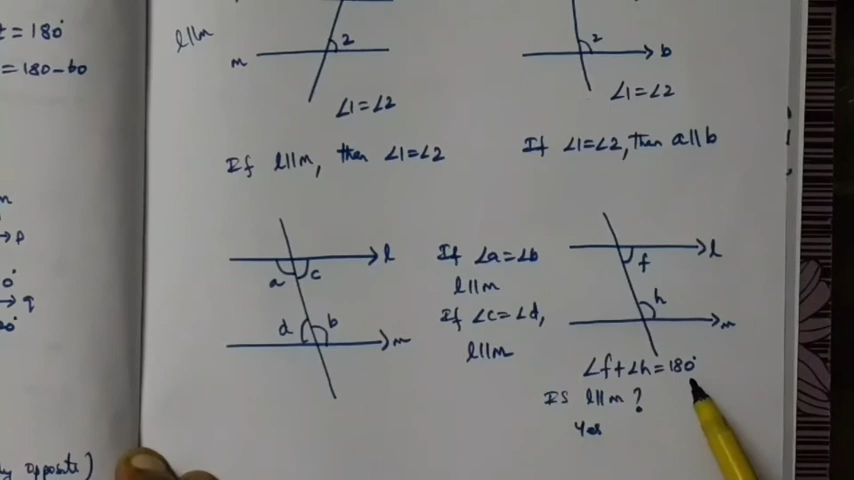 t = 180°
= 180 - 60
l||m
m
2
∠1 = ∠2
2
b
∠1 = ∠2
If l||m, then ∠1 = ∠2
If ∠1 = ∠2, then a||b
p
q
l
a
c
d
b
m
If ∠a = ∠b
l||m
If ∠c = ∠d,
l||m
l
f
h
m
∠f + ∠h = 180°
Is l||m ?
Yes
opposite)